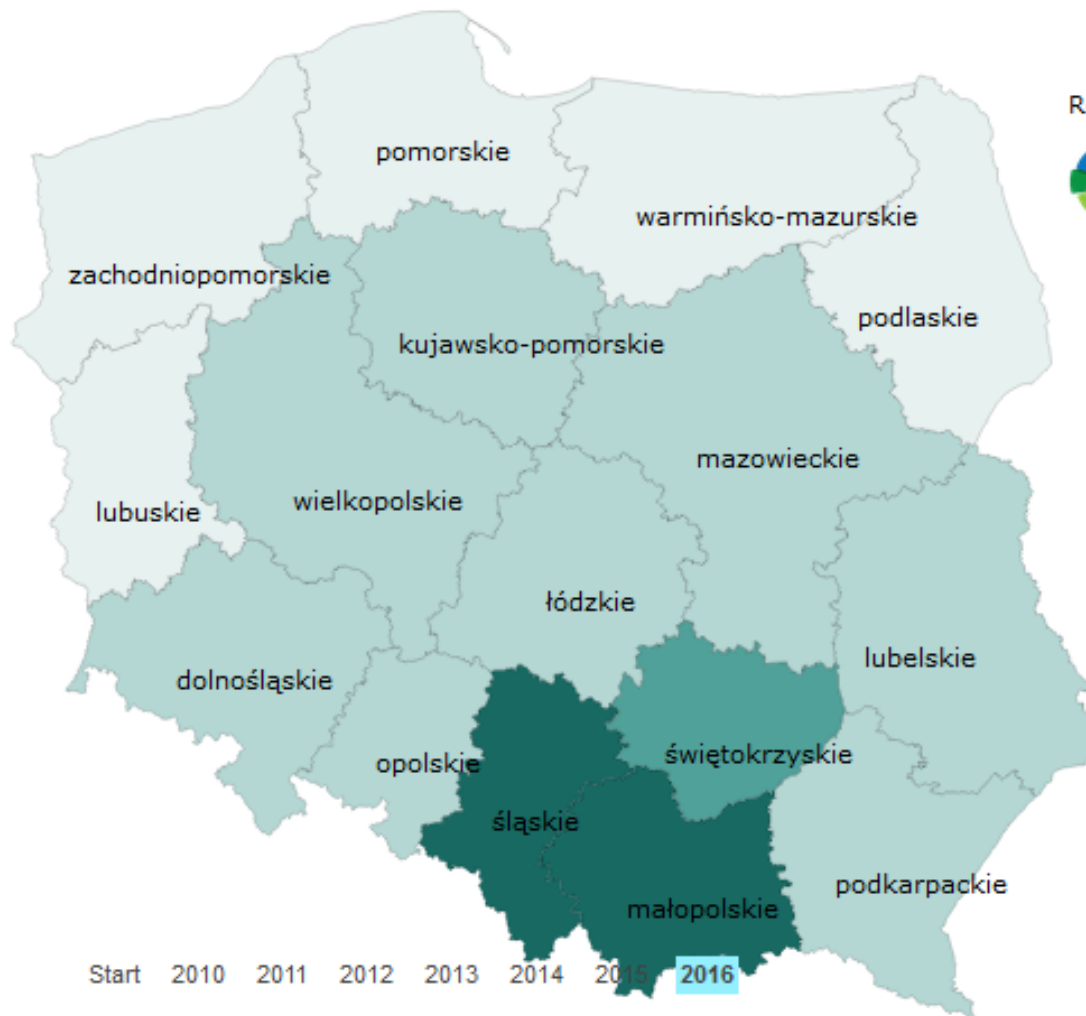 R
pomorskie
warmińsko-mazurskie
zachodniopomorskie
podlaskie
kujawsko-pomorskie
mazowieckie
wielkopolskie
lubuskie
łódzkie
lubelskie
dolnośląskie
świętokrzyskie
opolskie
śląskie
podkarpackie
małopolskie
Start 2010 2011 2012 2013 2014 2015 2016